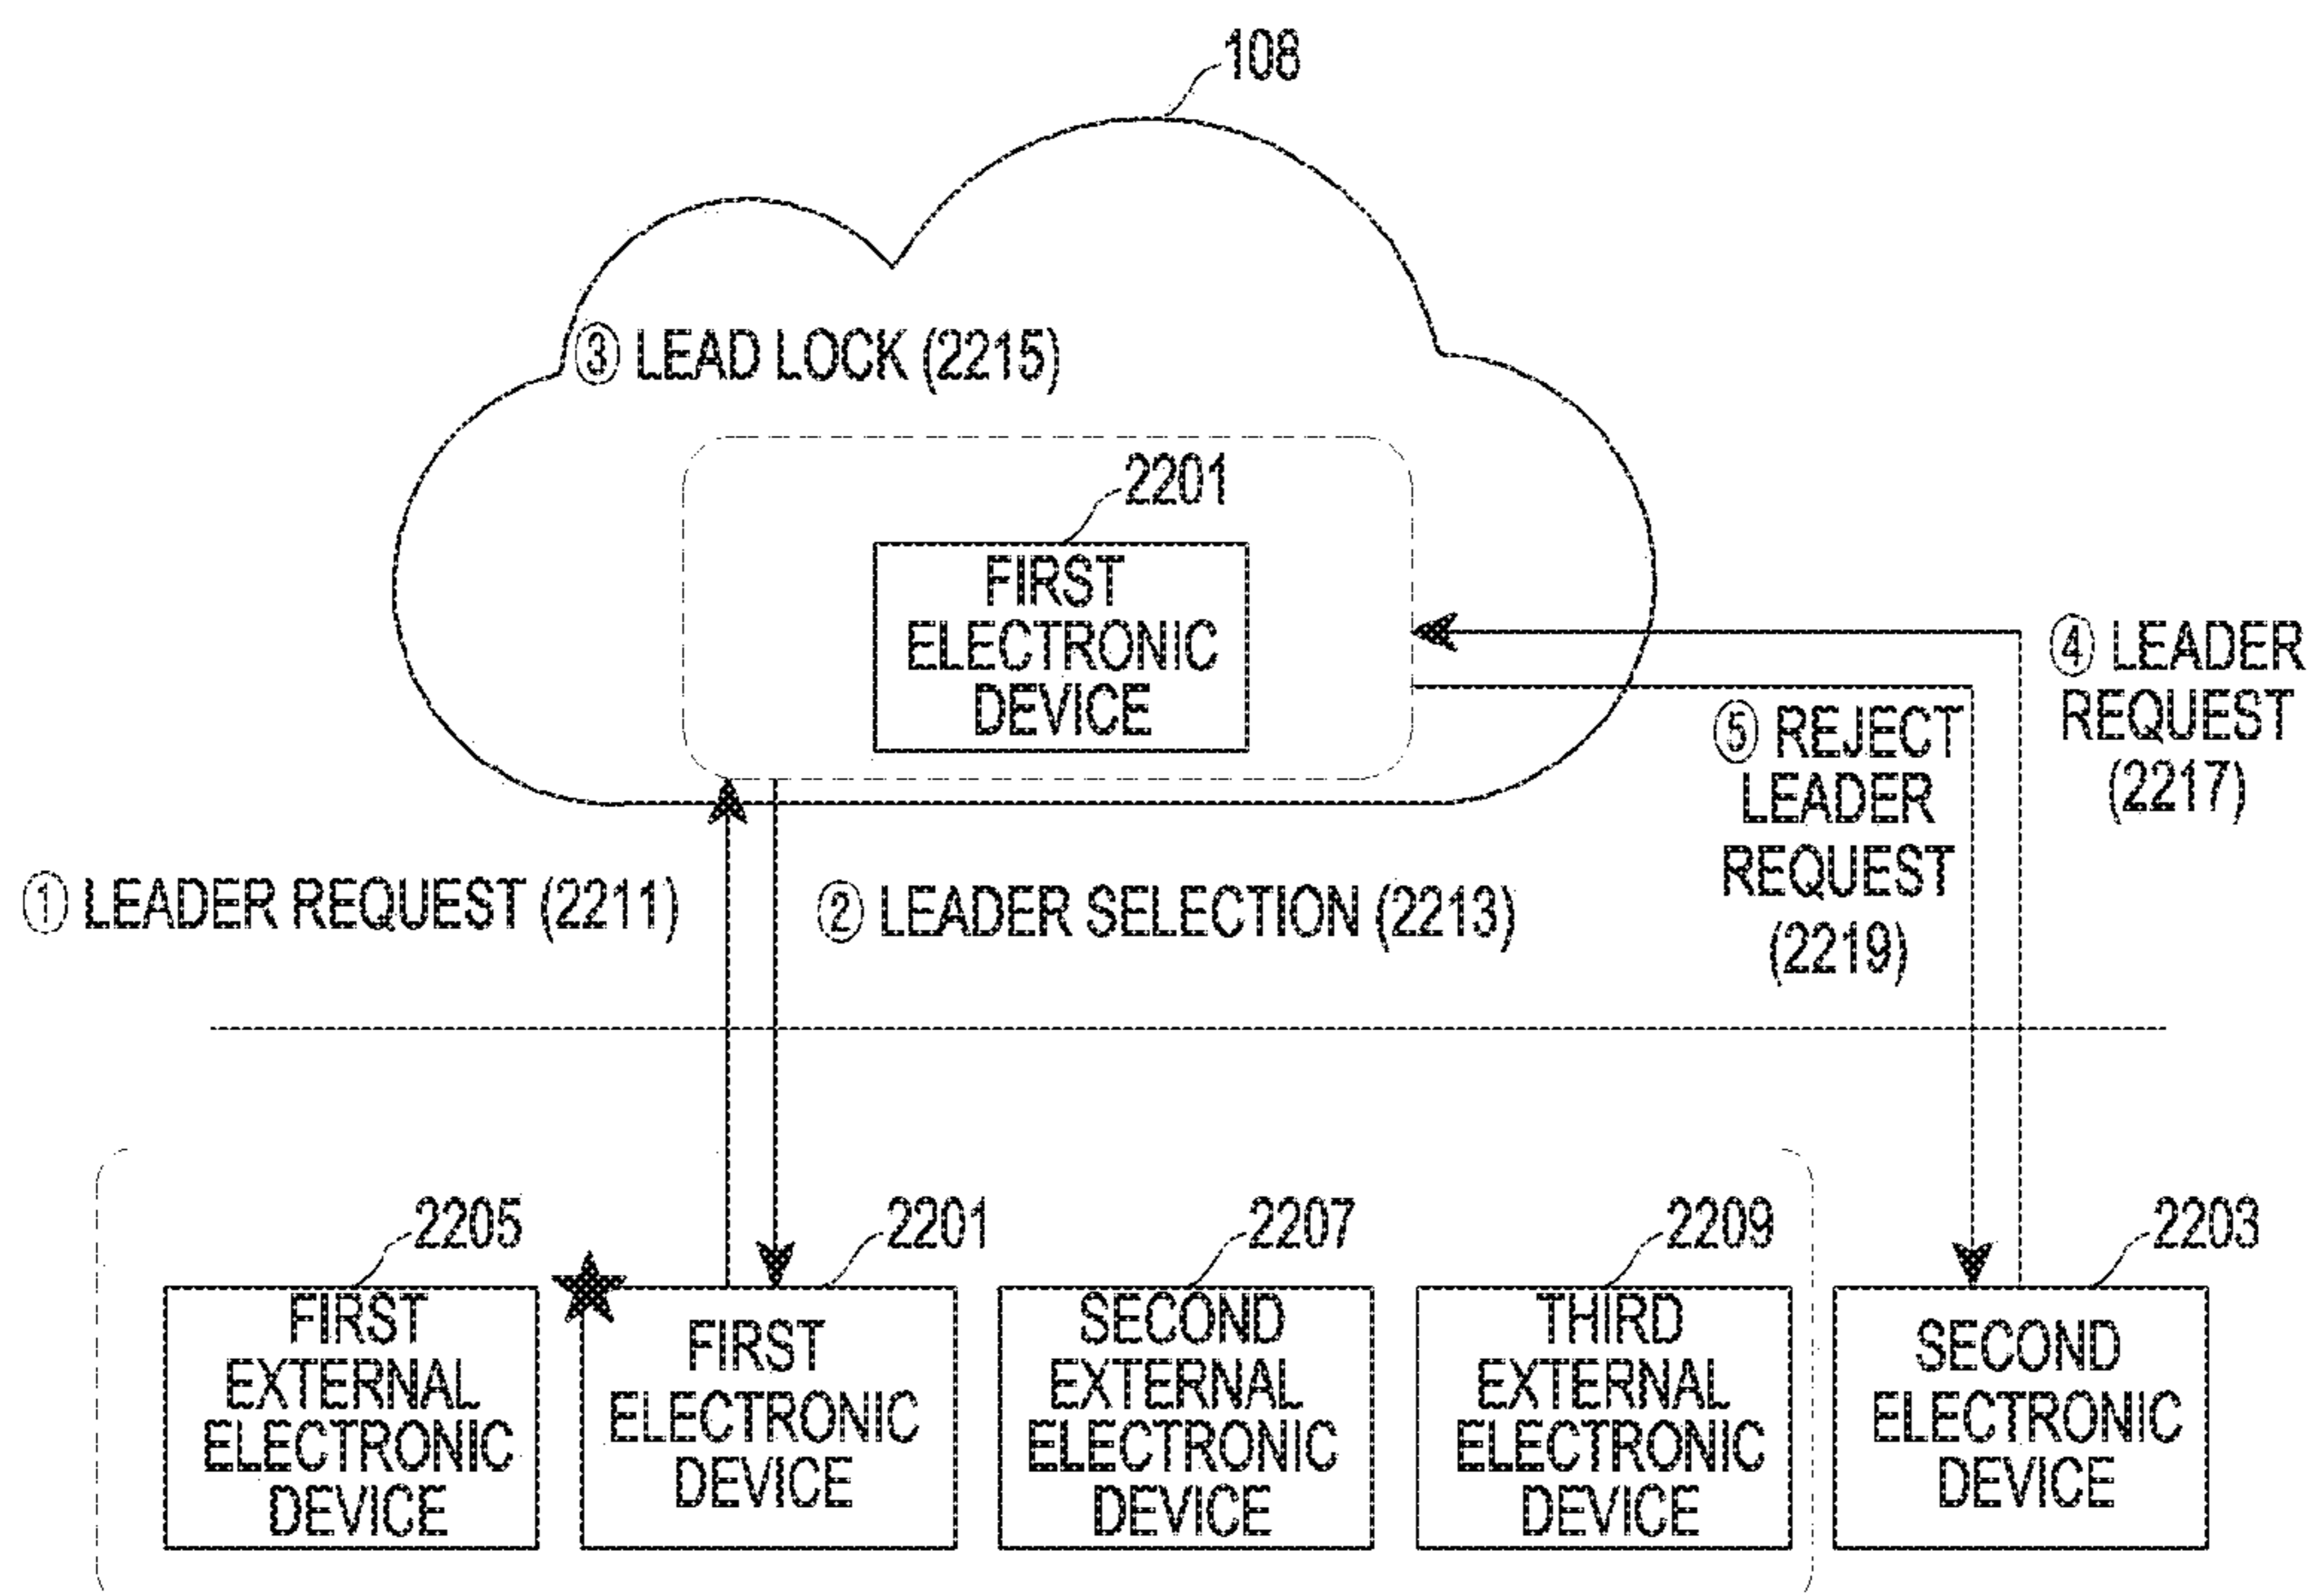 108
③ LEAD LOCK (2215)
2201
FIRST
ELECTRONIC
DEVICE
④ LEADER
REQUEST
(2217)
⑤ REJECT
LEADER
REQUEST
(2219)
① LEADER REQUEST (2211)
② LEADER SELECTION (2213)
2205
FIRST
EXTERNAL
ELECTRONIC
DEVICE
2201
FIRST
ELECTRONIC
DEVICE
2207
SECOND
EXTERNAL
ELECTRONIC
DEVICE
2209
THIRD
EXTERNAL
ELECTRONIC
DEVICE
2203
SECOND
ELECTRONIC
DEVICE